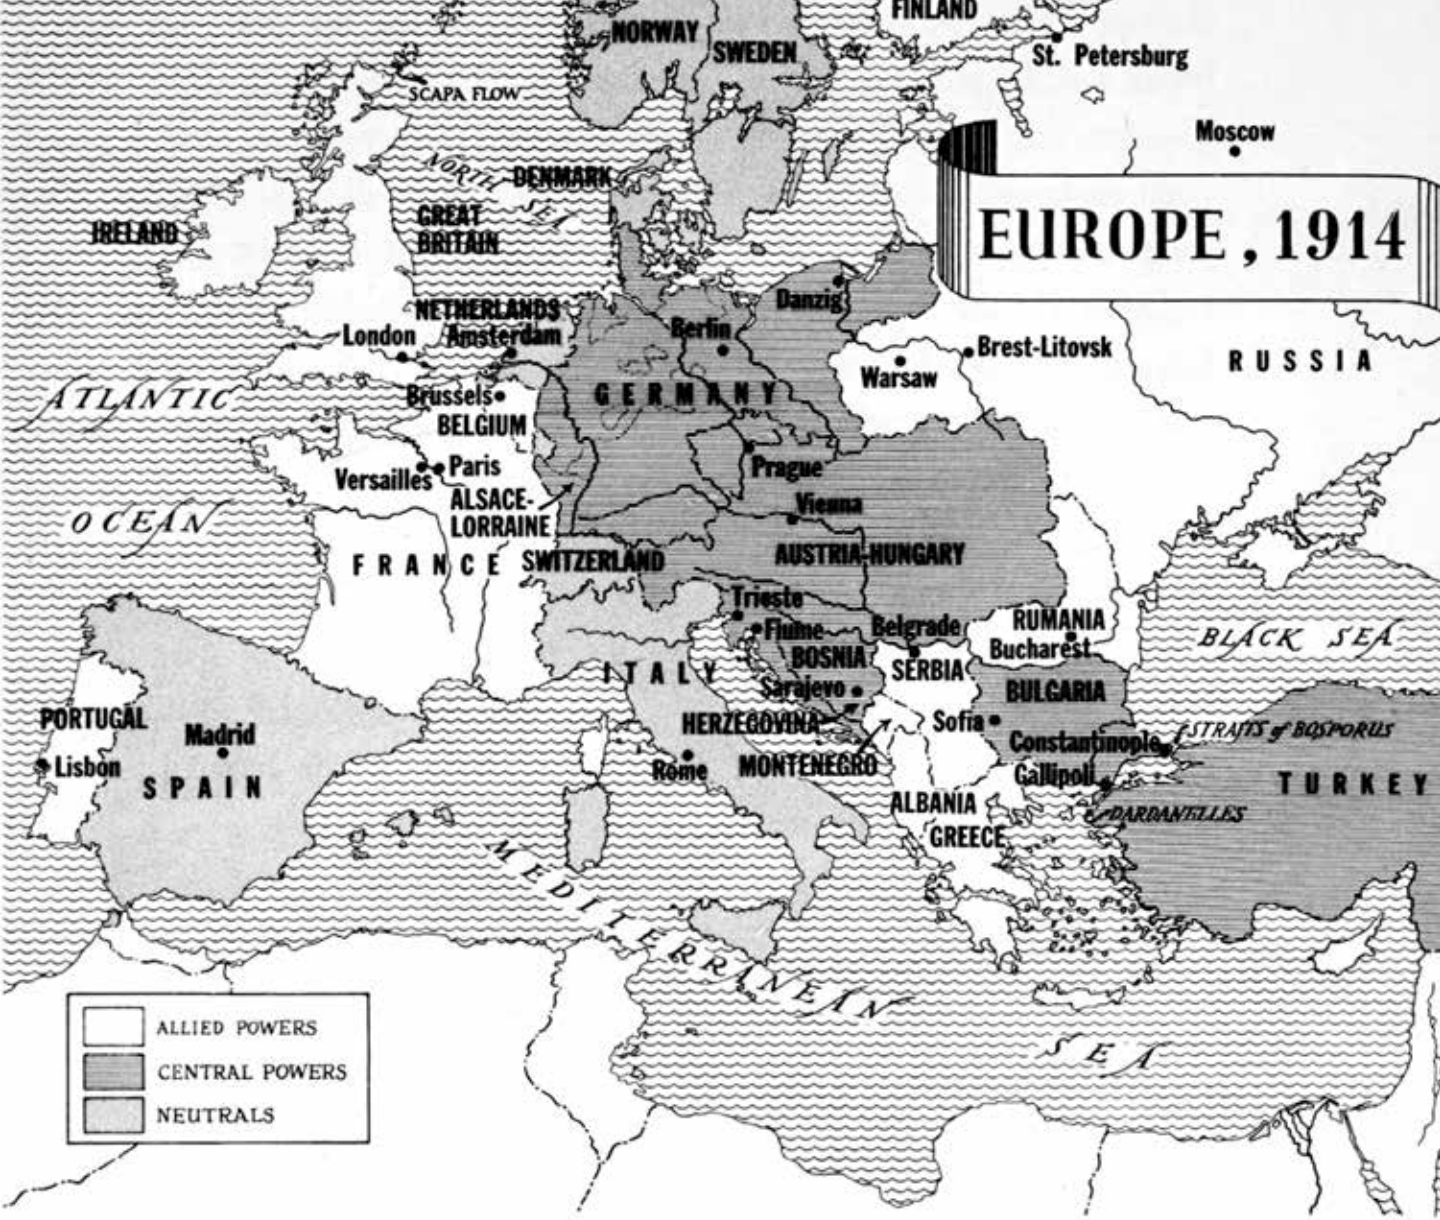 NORWAY
SWEDEN
FINLAND
St. Petersburg
SCAPA FLOW
Moscow
NORTH
SEA
DENMARK
EUROPE, 1914
IRELAND
GREAT
BRITAIN
NETHERLANDS
Amsterdam
London
Danzig
Berlin
Brest-Litovsk
Warsaw
RUSSIA
ATLANTIC
OCEAN
Brussels
BELGIUM
GERMANY
Versailles
Paris
Prague
ALSACE-
LORRAINE
Vienna
FRANCE
SWITZERLAND
AUSTRIA-HUNGARY
Trieste
Fiume
Belgrade
RUMANIA
Bucharest
BLACK SEA
BOSNIA
SERBIA
ITALY
Sarajevo
BULGARIA
PORTUGAL
Madrid
Lisbon
SPAIN
HERZEGOVINA
Sofia
Constantinople
STRAITS of BOSPORUS
Rome
MONTENEGRO
Gallipoli
TURKEY
ALBANIA
DARDANELLES
GREECE
MEDITERRANEAN
SEA
ALLIED POWERS
CENTRAL POWERS
NEUTRALS